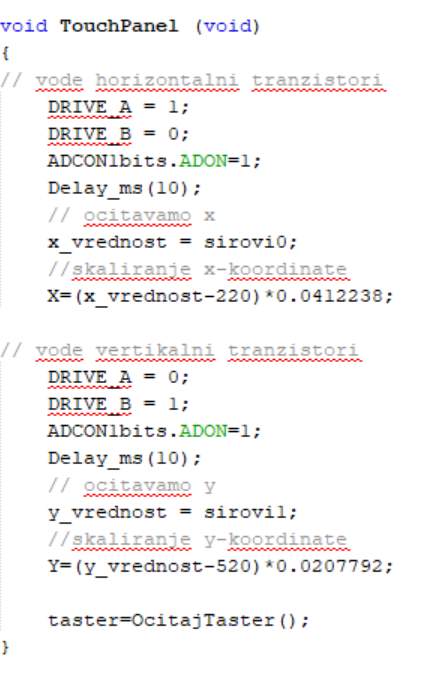 void TouchPanel (void)
{
// vode horizontalni tranzistori
DRIVE_A = 1;
DRIVE_B = 0;
ADCON1bits.ADON=1;
Delay_ms(10);
// ocitavamo x
x_vrednost = sirovi0;
//skaliranje x-koordinate
X=(x_vrednost-220)*0.0412238;
// vode vertikalni tranzistori
DRIVE_A = 0;
DRIVE_B = 1;
ADCON1bits.ADON=1;
Delay_ms(10);
// ocitavamo y
y_vrednost = sirovi1;
//skaliranje y-koordinate
Y=(y_vrednost-520)*0.0207792;
taster=OcitajTaster();
}